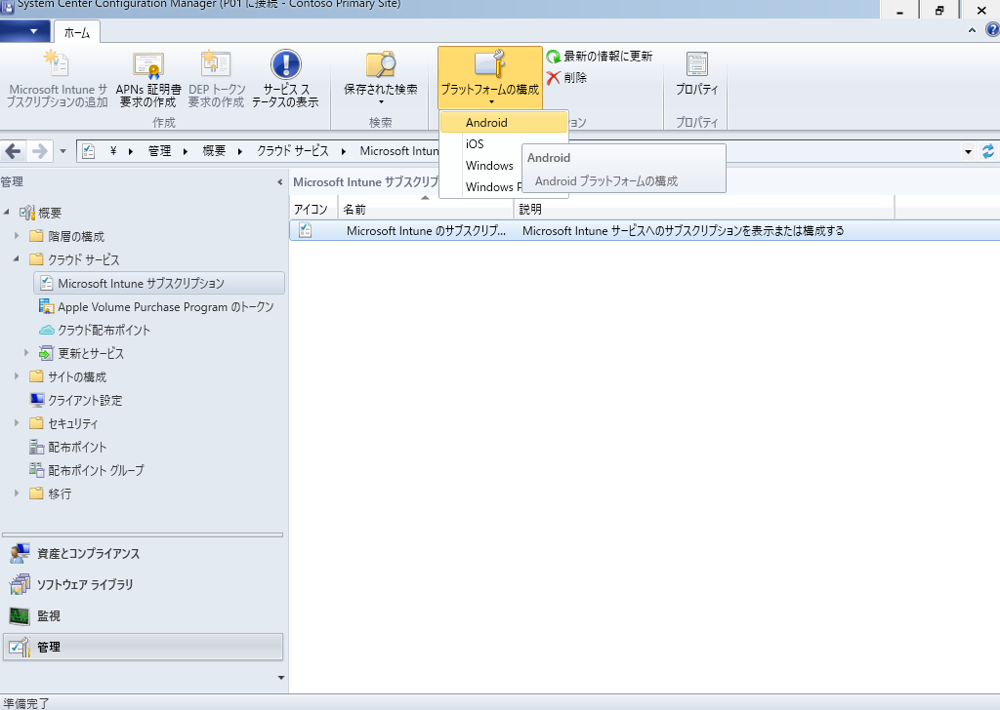 System Center Configuration Manager (P01 に接続 - Contoso Primary Site)
ホーム
Microsoft Intune サ
ブスクリプションの追加
APNs 証明書
要求の作成
DEP トークン
要求の作成
サービス ス
テータスの表示
作成
保存された検索
検索
プラットフォームの構成
最新の情報に更新
削除
ョン
プロパティ
プロパティ
Android
iOS
Windows
Windows P
Android
Android プラットフォームの構成
¥ 管理 概要 クラウド サービス Microsoft Intun
管理
概要
階層の構成
クラウド サービス
Microsoft Intune サブスクリプション
Apple Volume Purchase Program のトークン
クラウド配布ポイント
更新とサービス
サイトの構成
クライアント設定
セキュリティ
配布ポイント
配布ポイント グループ
移行
資産とコンプライアンス
ソフトウェア ライブラリ
監視
管理
Microsoft Intune サブスクリプ
アイコン 名前 説明
Microsoft Intune のサブスクリプ... Microsoft Intune サービスへのサブスクリプションを表示または構成する
準備完了